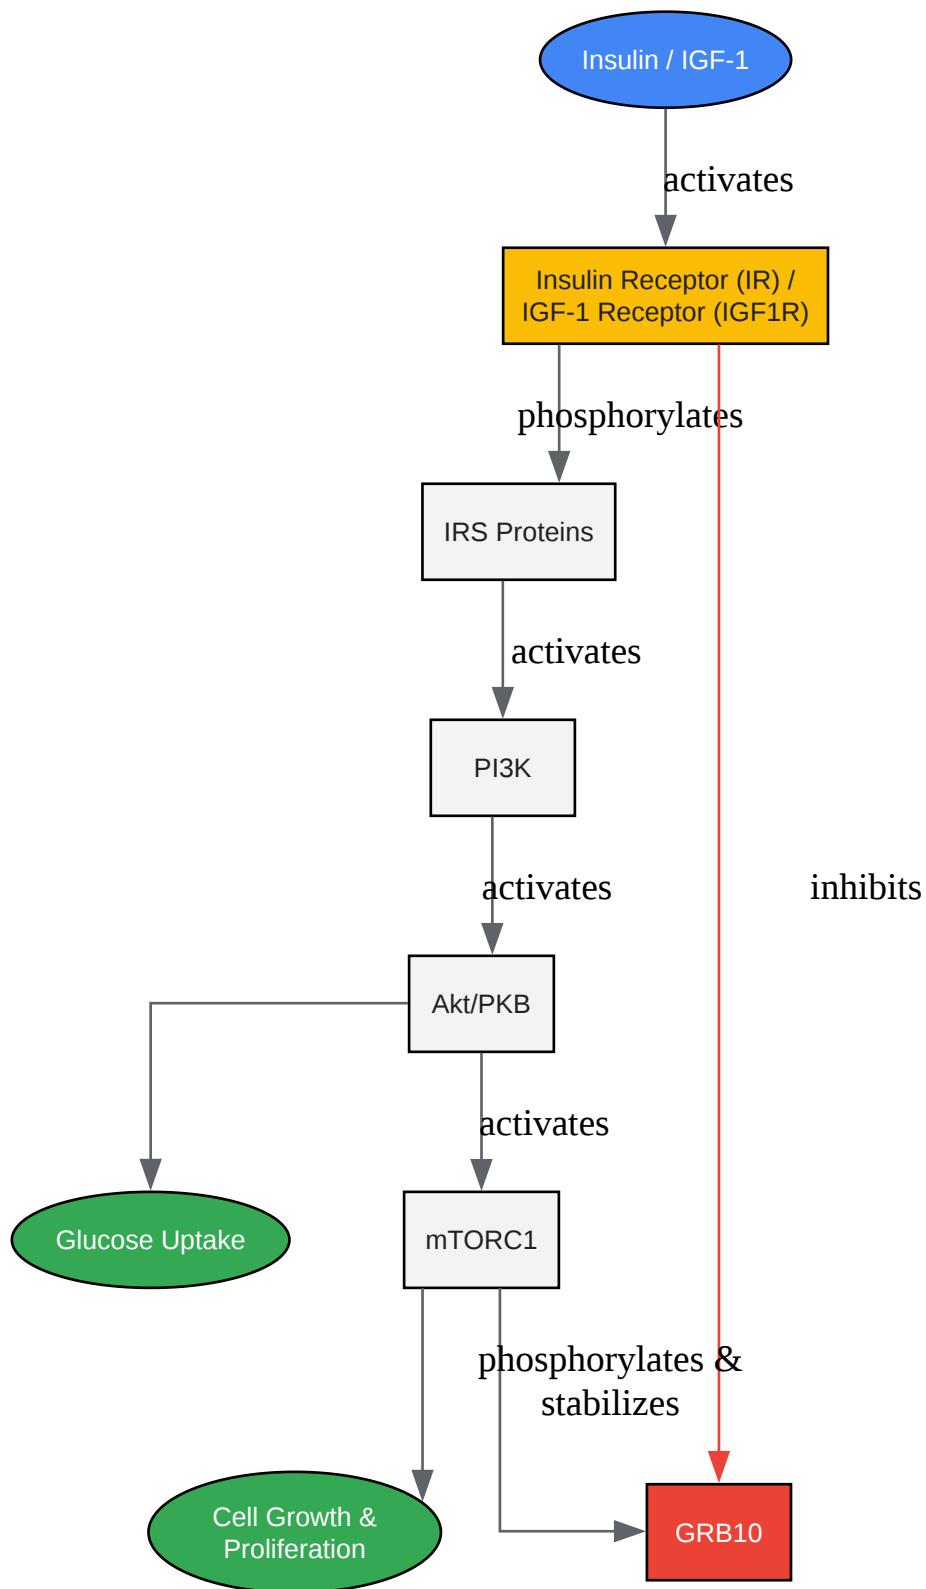 Insulin / IGF-1
activates
Insulin Receptor (IR) /
IGF-1 Receptor (IGF1R)
phosphorylates
IRS Proteins
activates
PI3K
activates
inhibits
Akt/PKB
activates
Glucose Uptake
mTORC1
phosphorylates &
stabilizes
Cell Growth &
Proliferation
GRB10